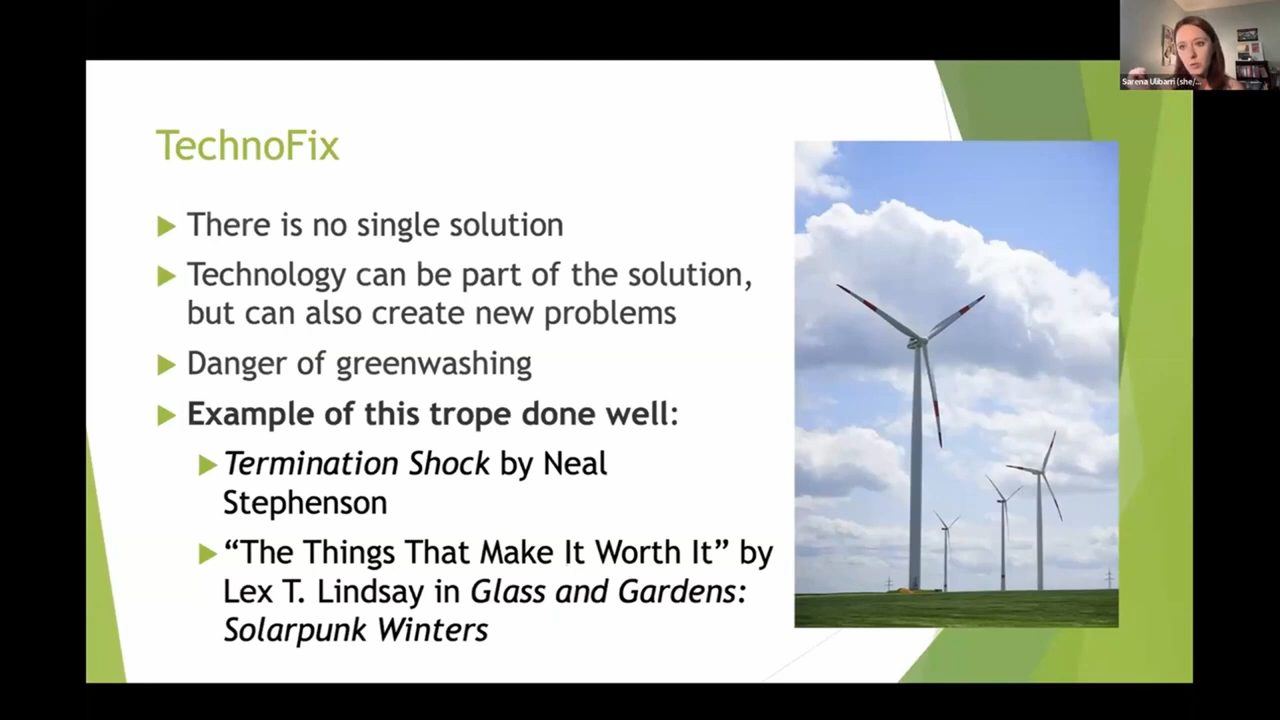 Sarena Ulibarri (she/...
TechnoFix
There is no single solution
Technology can be part of the solution,
but can also create new problems
Danger of greenwashing
Example of this trope done well:
Termination Shock by Neal
Stephenson
“The Things That Make It Worth It” by
Lex T. Lindsay in Glass and Gardens:
Solarpunk Winters